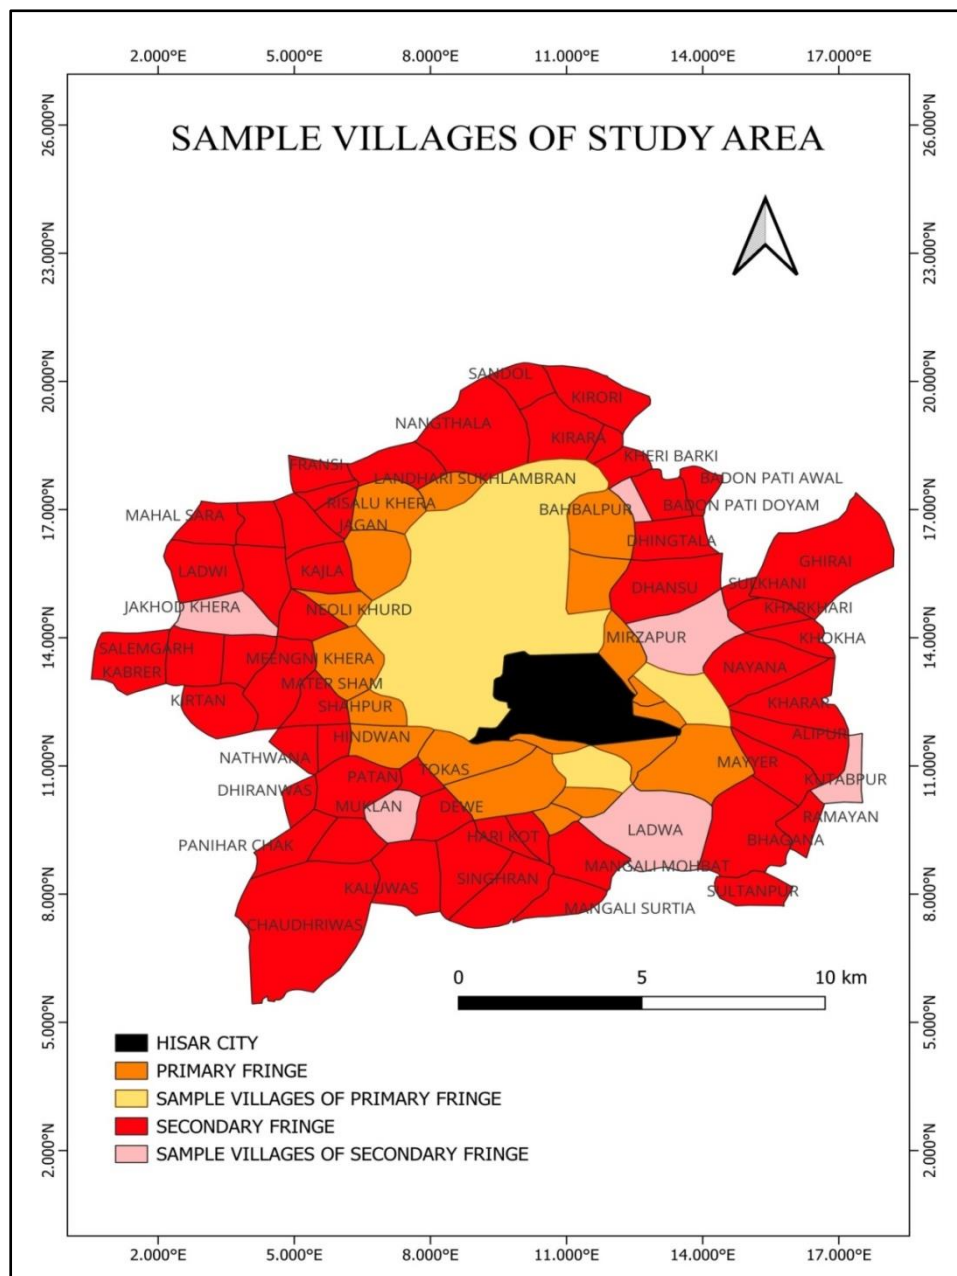 2.000°E 5.000°E 8.000°E 11.000°E 14.000°E 17.000°E
26.000°N 26.000°N
SAMPLE VILLAGES OF STUDY AREA
23.000°N 23.000°N
20.000°N 20.000°N
SANDOL
KIRORI
NANGTHALA
KIRARA
KHERI BARKI
FRANSI
LANDHARI SUKHLAMBRAN
BADON PATI AWAL
RISALU KHERA
BAHBALPUR
BADON PATI DOYAM
17.000°N 17.000°N
MAHAL SARA
JAGAN
DHINGTALA
GHIRAI
LADWI
KAJLA
DHANSU
SULKHANI
JAKHOD KHERA
NEOLI KHURD
KHARKHARI
14.000°N 14.000°N
MIRZAPUR
KHOKHA
SALEMGARH
MEENGNI KHERA
NAYANA
KABRER
MATER SHAM
KIRTAN
SHAHPUR
KHARAR
HINDWAN
ALIPUR
NATHWANA
11.000°N 11.000°N
TOKAS
MAYYER
PATAN
KUTABPUR
DHIRANWAS
MUKLAN
DEWE
RAMAYAN
LADWA
HARI KOT
BHAGANA
PANIHAR CHAK
MANGALI MOHBAT
SINGHRAN
KALUWAS
SULTANPUR
8.000°N 8.000°N
MANGALI SURTIA
CHAUDHRIWAS
0 5 10 km
5.000°N 5.000°N
HISAR CITY
PRIMARY FRINGE
SAMPLE VILLAGES OF PRIMARY FRINGE
SECONDARY FRINGE
SAMPLE VILLAGES OF SECONDARY FRINGE
2.000°N 2.000°N
2.000°E 5.000°E 8.000°E 11.000°E 14.000°E 17.000°E